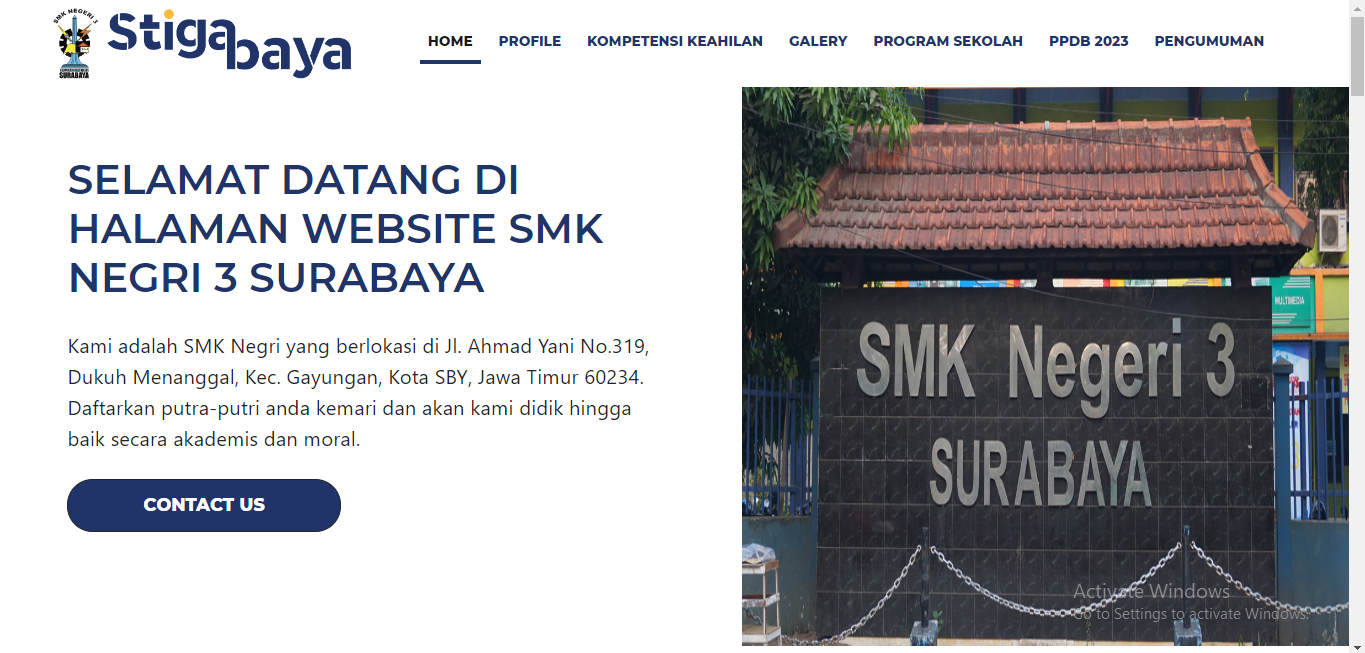 SMK NEGERI 3
SURABAYA
Stiga
baya
HOME PROFILE KOMPETENSI KEAHILAN GALERY PROGRAM SEKOLAH PPDB 2023 PENGUMUMAN
SELAMAT DATANG DI
HALAMAN WEBSITE SMK
NEGRI 3 SURABAYA
Kami adalah SMK Negri yang berlokasi di Jl. Ahmad Yani No.319,
Dukuh Menanggal, Kec. Gayungan, Kota SBY, Jawa Timur 60234.
Daftarkan putra-putri anda kemari dan akan kami didik hingga
baik secara akademis dan moral.
CONTACT US
MULTIMEDIA
SMK Negeri 3
SURABAYA
Activate Windows
Go to Settings to activate Windows.